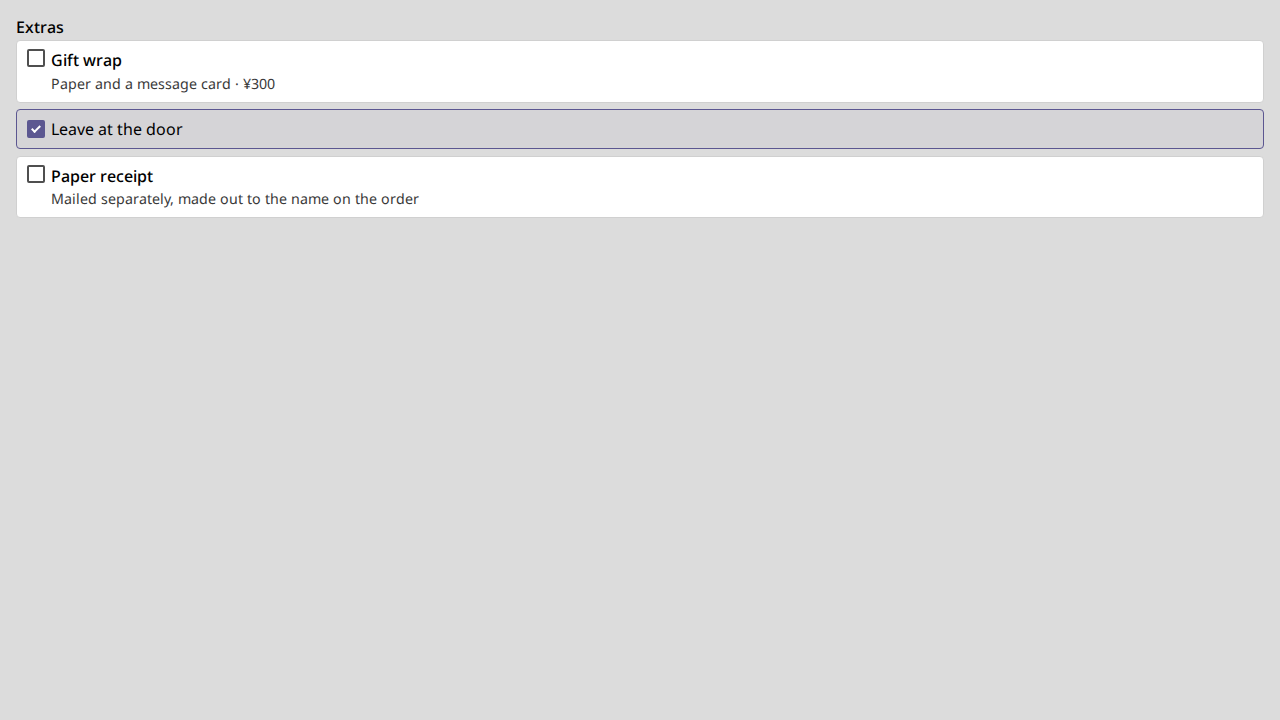 Extras
Gift wrap
Paper and a message card · ¥300
Leave at the door
Paper receipt
Mailed separately, made out to the name on the order